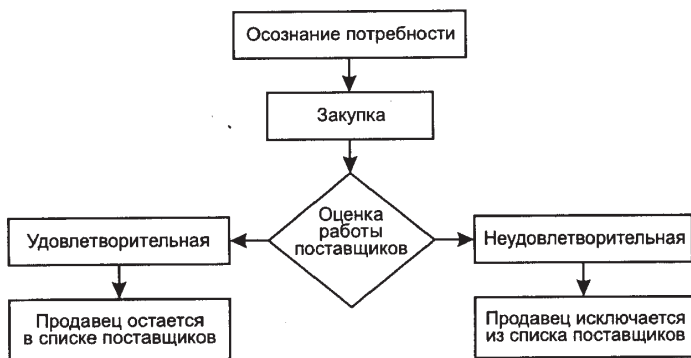 Осознание потребности
Закупка
Оценка
работы
поставщиков
Удовлетворительная
Неудовлетворительная
Продавец остается
в списке поставщиков
Продавец исключается
из списка поставщиков